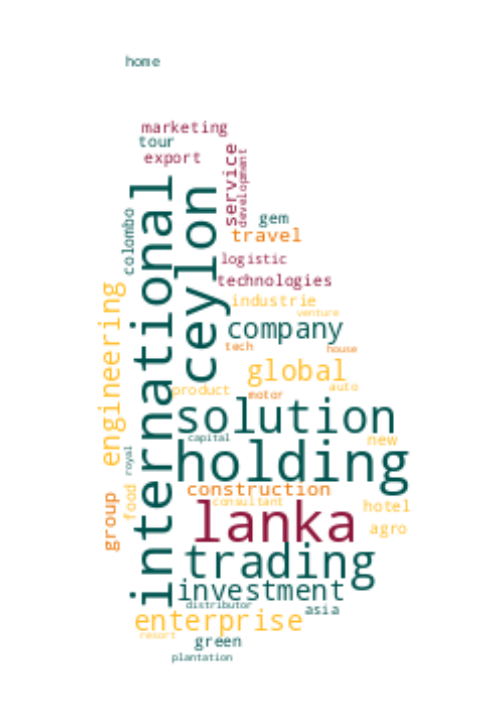 home
marketing
tour
export
service
development
international
ceylon
colombo
gem
travel
logistic
technologies
industrie
venture
engineering
company
tech
house
global
product
motor
auto
solution
capital
new
royal
holding
construction
food
group
consultant
hotel
lanka
agro
trading
investment
distributor
asia
enterprise
resort
green
plantation